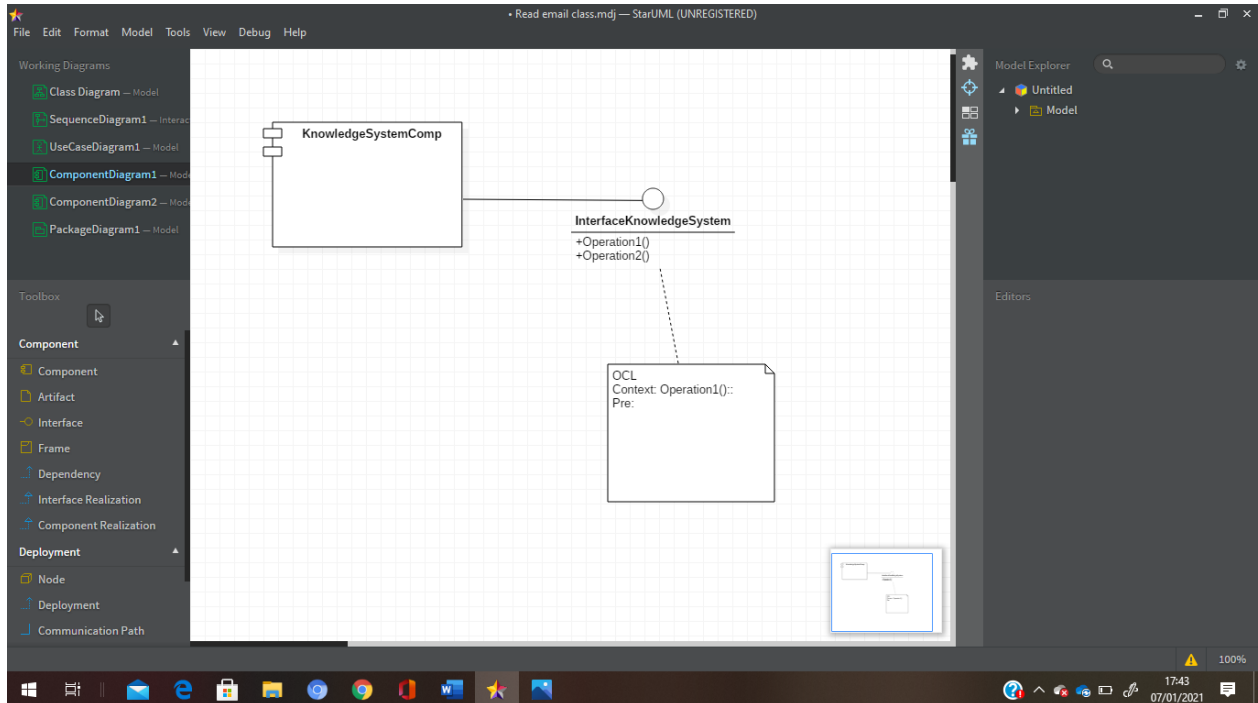 • Read email class.mdj — StarUML (UNREGISTERED)
File Edit Format Model Tools View Debug Help
Working Diagrams
Class Diagram — Model
SequenceDiagram1 — Interac
UseCaseDiagram1 — Model
ComponentDiagram1 — Mode
ComponentDiagram2 — Mode
PackageDiagram1 — Model
Toolbox
Component
Component
Artifact
Interface
Frame
Dependency
Interface Realization
Component Realization
Deployment
Node
Deployment
Communication Path
KnowledgeSystemComp
InterfaceKnowledgeSystem
+Operation1()
+Operation2()
OCL
Context: Operation1()::
Pre:
Model Explorer
Untitled
Model
Editors
100%
17:43
07/01/2021